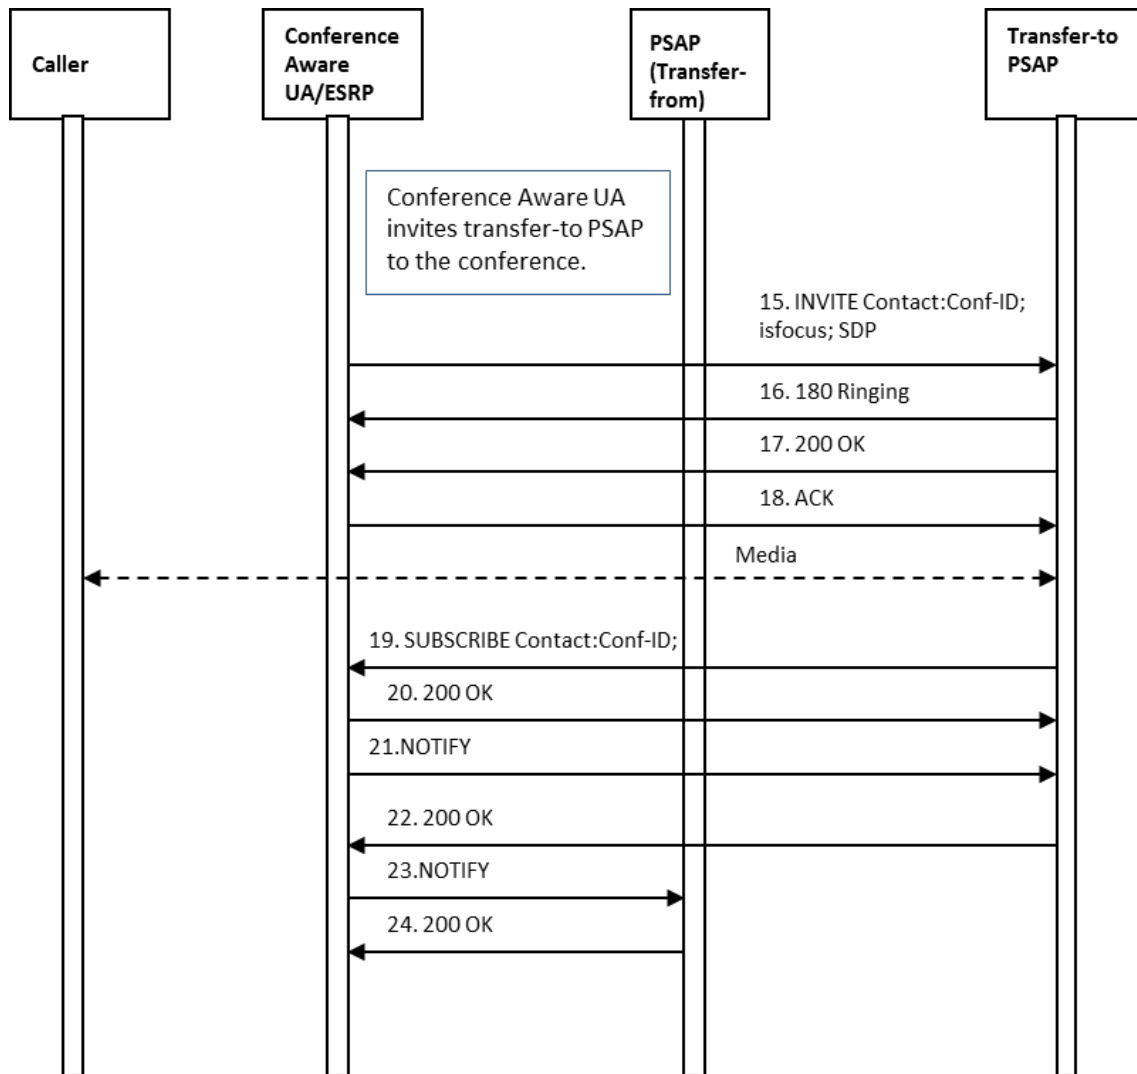 Caller
Conference
Aware
UA/ESRP
PSAP
(Transfer-
from)
Transfer-to
PSAP
Conference Aware UA
invites transfer-to PSAP
to the conference.
15. INVITE Contact:Conf-ID;
isfocus; SDP
16. 180 Ringing
17. 200 OK
18. ACK
Media
19. SUBSCRIBE Contact:Conf-ID;
20. 200 OK
21.NOTIFY
22. 200 OK
23.NOTIFY
24. 200 OK